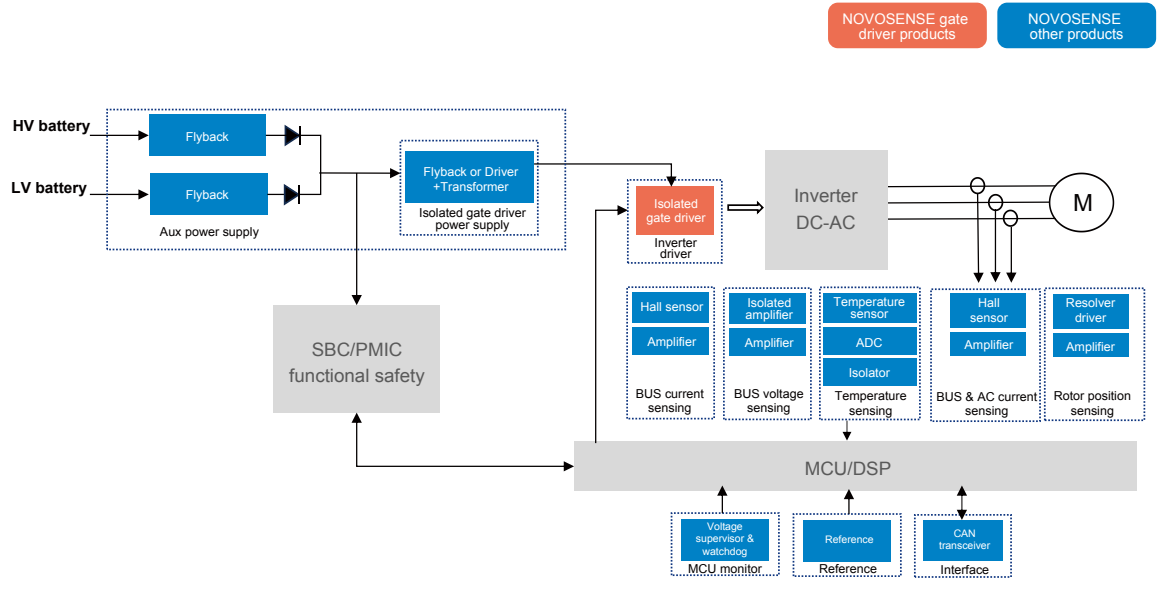 NOVOSENSE gate
driver products
NOVOSENSE
other products
HV battery
Flyback
LV battery
Flyback
Aux power supply
Flyback or Driver
+Transformer
Isolated gate driver
power supply
Isolated
gate driver
Inverter
driver
Inverter
DC-AC
M
SBC/PMIC
functional safety
Hall sensor
Amplifier
BUS current
sensing
Isolated
amplifier
Amplifier
BUS voltage
sensing
Temperature
sensor
ADC
Isolator
Temperature
sensing
Hall
sensor
Amplifier
BUS & AC current
sensing
Resolver
driver
Amplifier
Rotor position
sensing
MCU/DSP
Voltage
supervisor &
watchdog
MCU monitor
Reference
Reference
CAN
transceiver
Interface